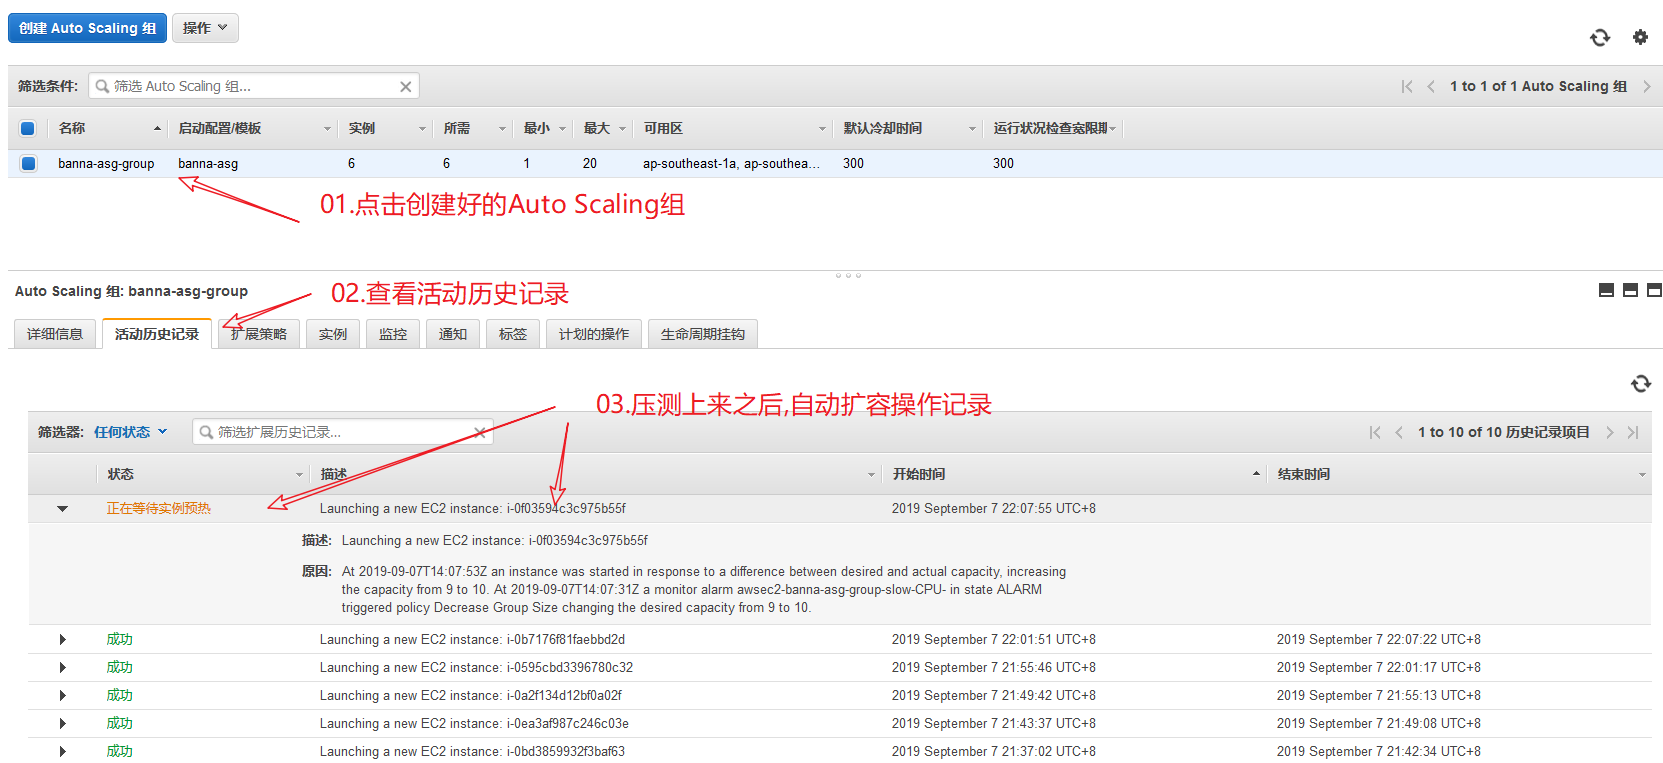 创建 Auto Scaling 组 操作
筛选条件: 筛选 Auto Scaling 组... 1 to 1 of 1 Auto Scaling 组
名称 启动配置/模板 实例 所需 最小 最大 可用区 默认冷却时间 运行状况检查宽限期
banna-asg-group banna-asg 6 6 1 20 ap-southeast-1a, ap-southea... 300 300
01.点击创建好的Auto Scaling组
Auto Scaling 组: banna-asg-group
02.查看活动历史记录
详细信息 活动历史记录 扩展策略 实例 监控 通知 标签 计划的操作 生命周期挂钩
03.压测上来之后,自动扩容操作记录
筛选器: 任何状态 筛选扩展历史记录... 1 to 10 of 10 历史记录项目
状态 描述 开始时间 结束时间
正在等待实例预热 Launching a new EC2 instance: i-0f03594c3c975b55f 2019 September 7 22:07:55 UTC+8
描述: Launching a new EC2 instance: i-0f03594c3c975b55f
原因: At 2019-09-07T14:07:53Z an instance was started in response to a difference between desired and actual capacity, increasing
the capacity from 9 to 10. At 2019-09-07T14:07:31Z a monitor alarm awsec2-banna-asg-group-slow-CPU- in state ALARM
triggered policy Decrease Group Size changing the desired capacity from 9 to 10.
成功 Launching a new EC2 instance: i-0b7176f81faebbd2d 2019 September 7 22:01:51 UTC+8 2019 September 7 22:07:22 UTC+8
成功 Launching a new EC2 instance: i-0595cbd3396780c32 2019 September 7 21:55:46 UTC+8 2019 September 7 22:01:17 UTC+8
成功 Launching a new EC2 instance: i-0a2f134d12bf0a02f 2019 September 7 21:49:42 UTC+8 2019 September 7 21:55:13 UTC+8
成功 Launching a new EC2 instance: i-0ea3af987c246c03e 2019 September 7 21:43:37 UTC+8 2019 September 7 21:49:08 UTC+8
成功 Launching a new EC2 instance: i-0bd3859932f3baf63 2019 September 7 21:37:02 UTC+8 2019 September 7 21:42:34 UTC+8